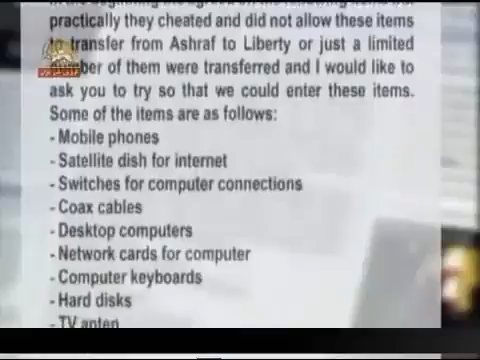 practically they cheated and did not allow these items
to transfer from Ashraf to Liberty or just a limited
of them were transferred and I would like to
ask you to try so that we could enter these items.
Some of the items are as follows:
- Mobile phones
- Satellite dish for internet
- Switches for computer connections
- Coax cables
- Desktop computers
- Network cards for computer
- Computer keyboards
- Hard disks
- TV anten